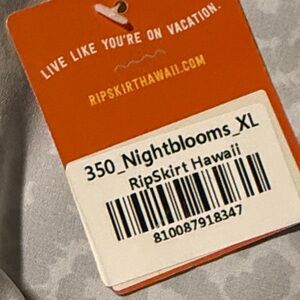 LIVE LIKE YOU'RE ON VACATION.
RIPSKIRTHAWAII.COM
350_Nightblooms_XL
RipSkirt Hawaii
810087918347